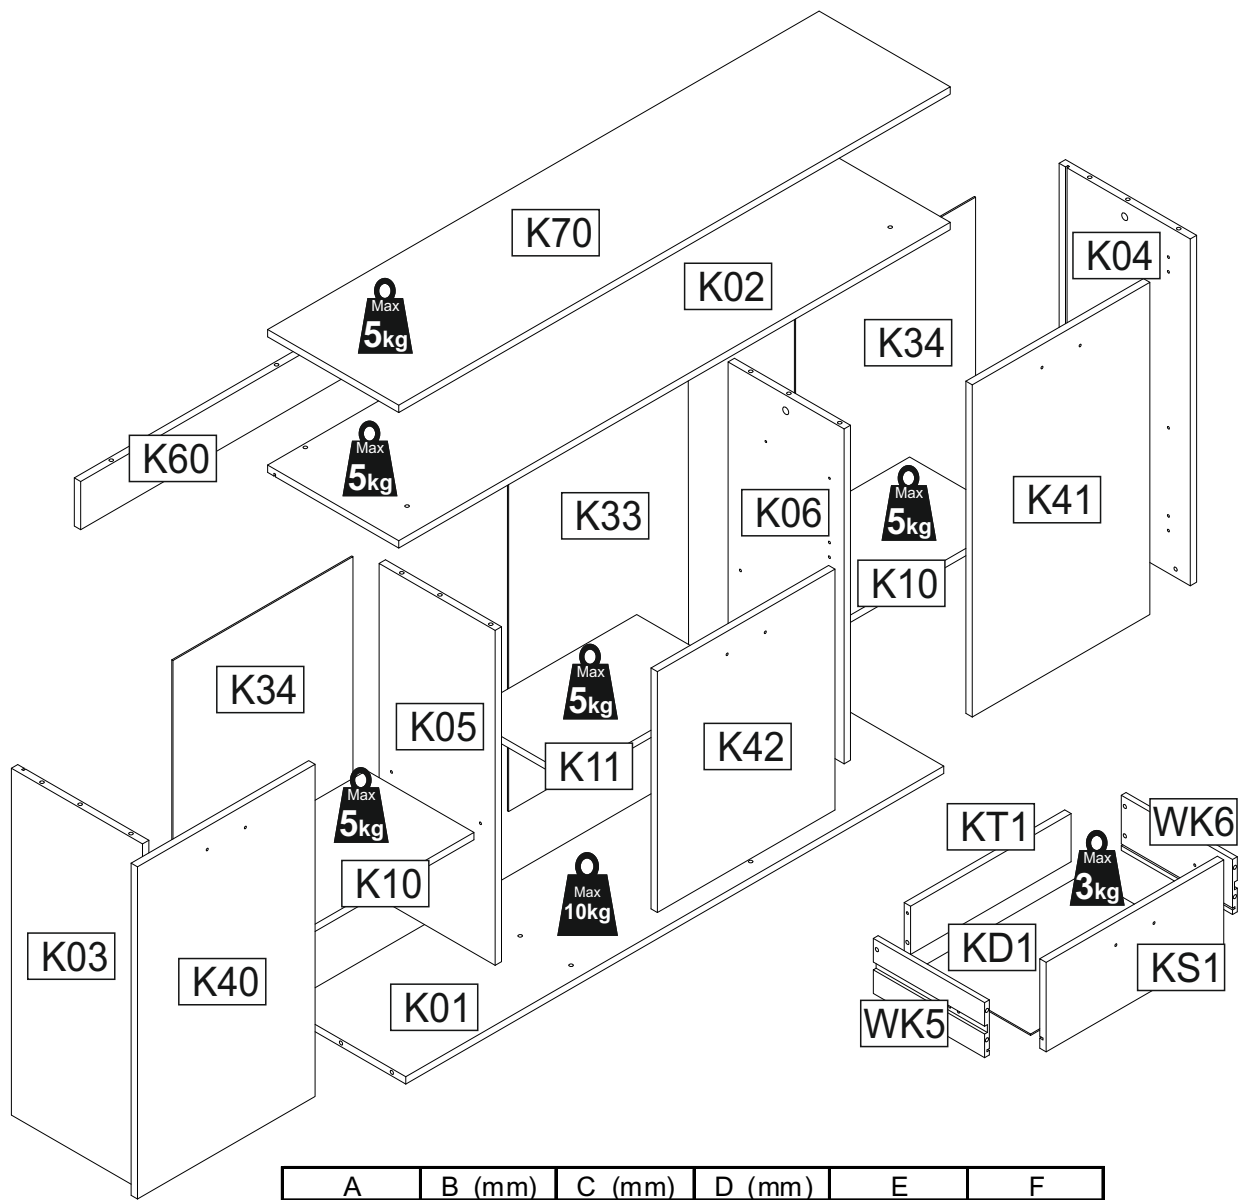 K70
K02
K04
Max
5kg
K34
K60
Max
5kg
K33
K06
Max
5kg
K41
K10
K34
K05
Max
5kg
K42
K11
Max
5kg
K10
KT1
WK6
Max
3kg
Max
10kg
K03
K40
K01
KD1
KS1
WK5
A B (mm) C (mm) D (mm) E F